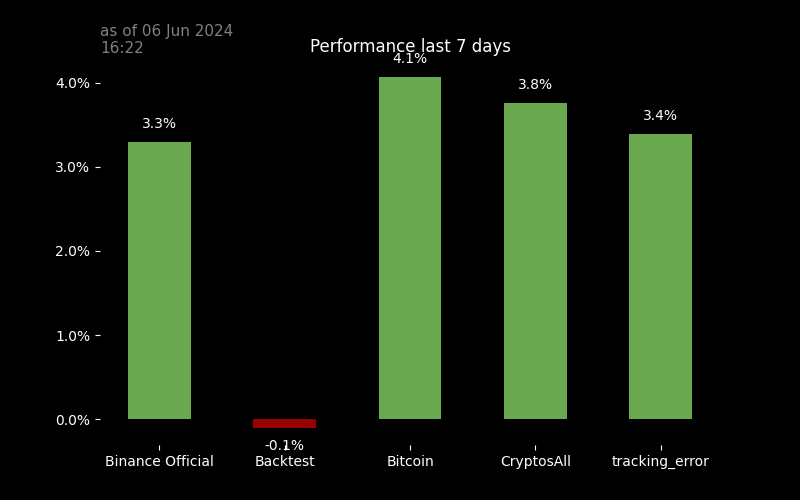 as of 06 Jun 2024
16:22
Performance last 7 days
4.1%
4.0%
3.8%
3.3%
3.4%
3.0%
2.0%
1.0%
0.0%
-0.1%
Binance Official
Backtest
Bitcoin
CryptosAll
tracking_error